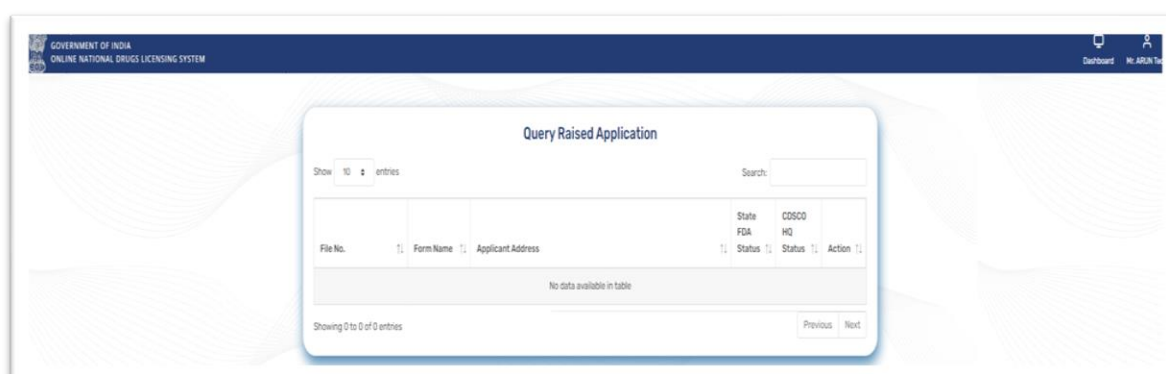 GOVERNMENT OF INDIA
ONLINE NATIONAL DRUGS LICENSING SYSTEM
Dashboard Mr. ARUN
Query Raised Application
Show 10 entries
Search:
File No. Form Name Applicant Address State FDA Status CDSCO HQ Status Action
No data available in table
Showing 0 to 0 of 0 entries
Previous Next